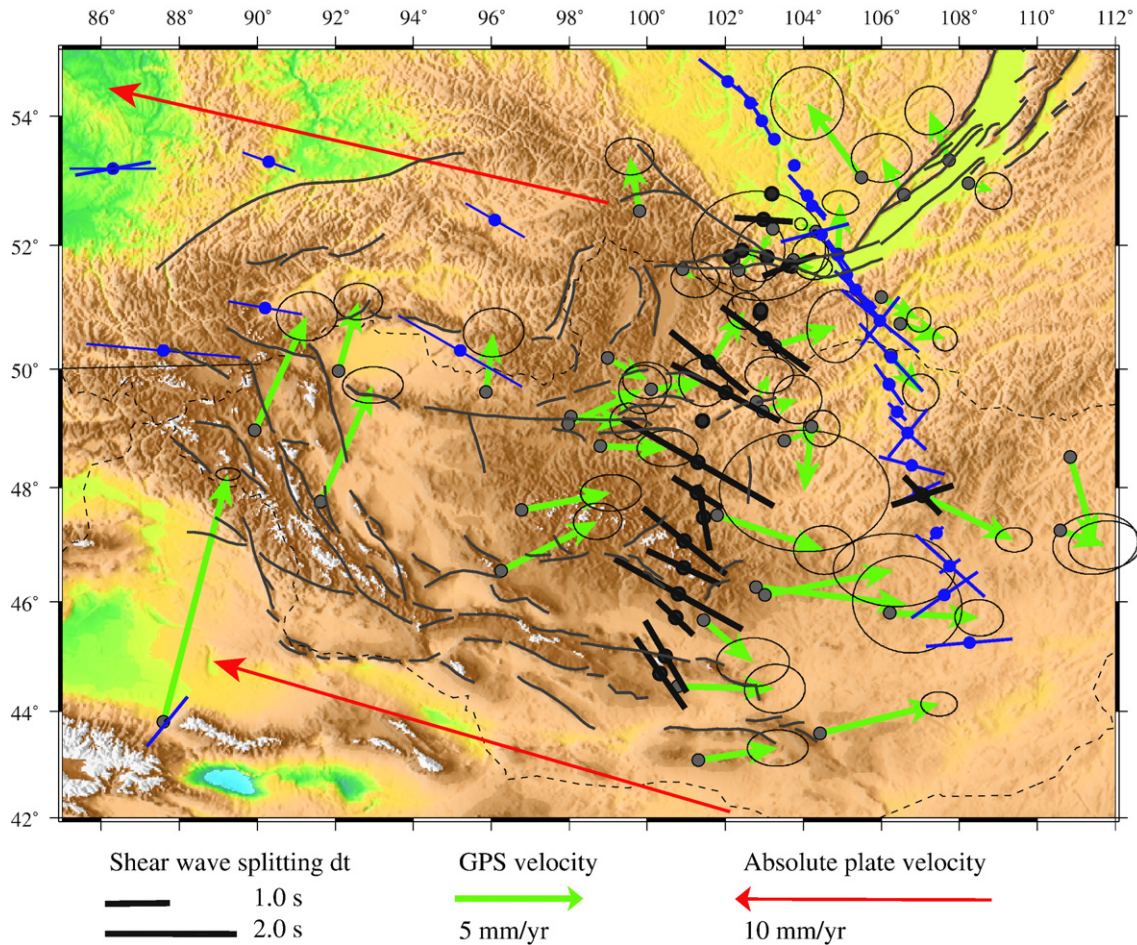 86° 88° 90° 92° 94° 96° 98° 100° 102° 104° 106° 108° 110° 112°
54°
52°
50°
48°
46°
44°
42°
Shear wave splitting dt GPS velocity Absolute plate velocity
1.0 s
2.0 s 5 mm/yr 10 mm/yr